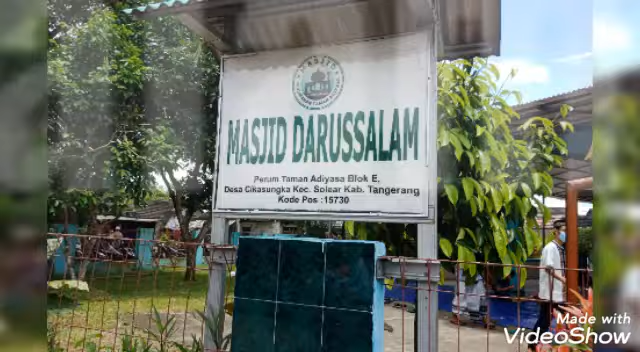 MASJID DARUSSALAM
Perum Taman Adiyasa Blok E,
Desa Cikasungka Kec. Solear Kab. Tangerang
Kode Pos :15730
Made with
VideoShow